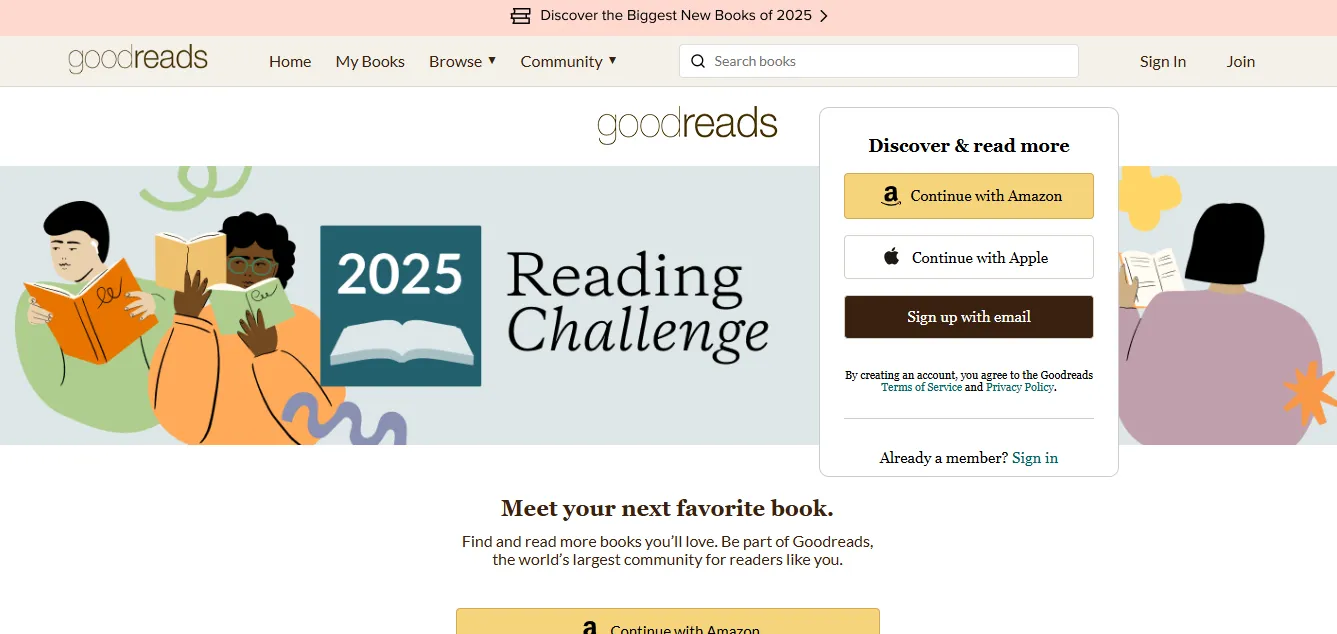 Discover the Biggest New Books of 2025
goodreads
Home
My Books
Browse ▼
Community ▼
Search books
Sign In
Join
goodreads
2025
Reading
Challenge
Discover & read more
Continue with Amazon
Continue with Apple
Sign up with email
By creating an account, you agree to the Goodreads
Terms of Service and Privacy Policy.
Already a member? Sign in
Meet your next favorite book.
Find and read more books you’ll love. Be part of Goodreads,
the world’s largest community for readers like you.
Continue with Amazon